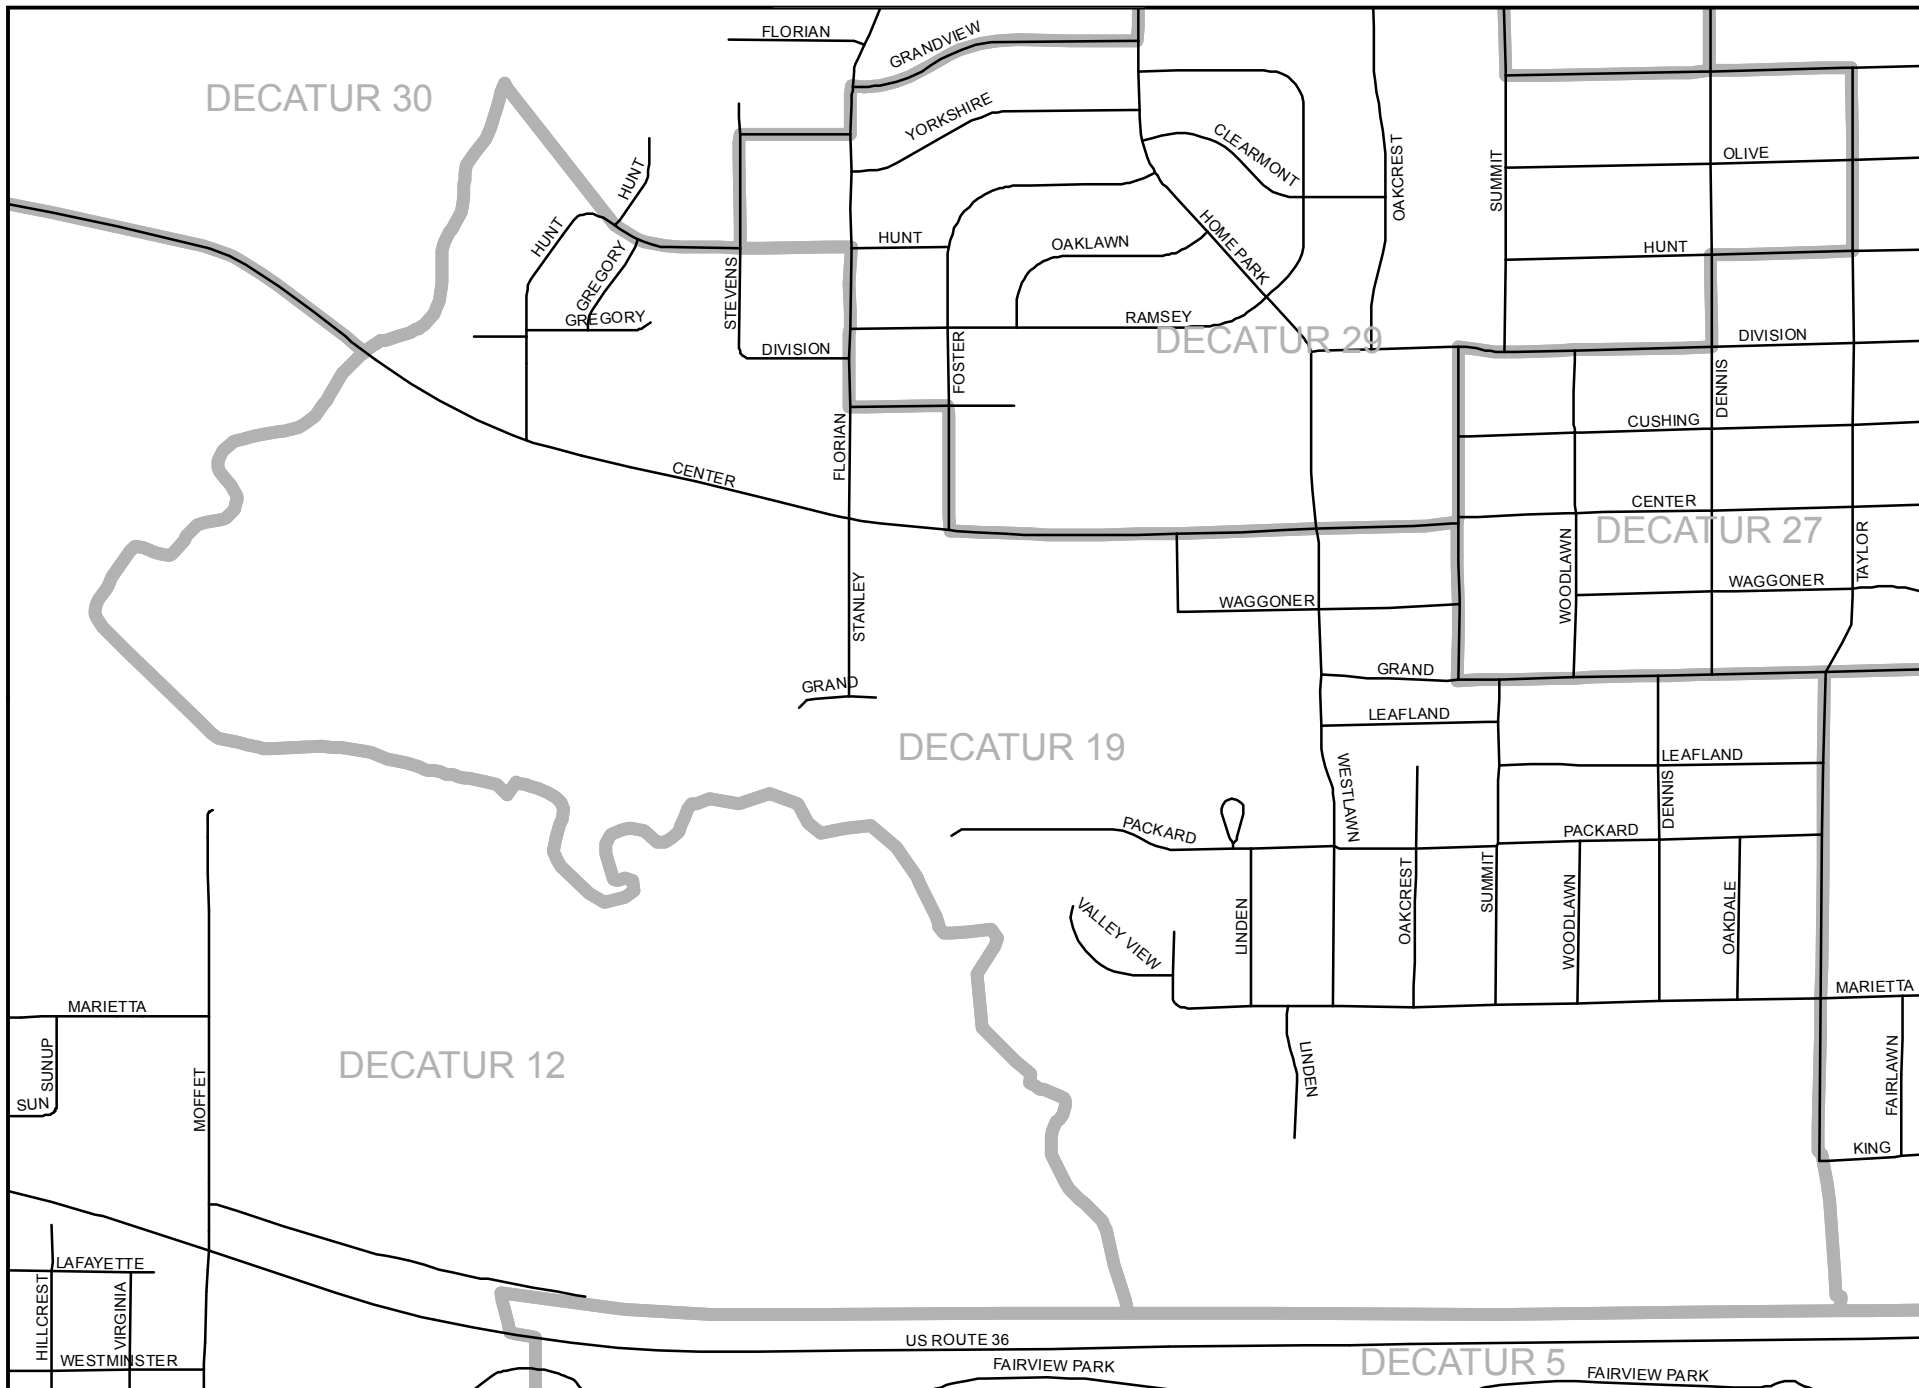 FLORIAN
GRANDVIEW
DECATUR 30
YORKSHIRE
CLEARMONT
OLIVE
HUNT
OAKCREST
SUMMIT
HUNT
HUNT
OAKLAWN
HOMEPARK
HUNT
GREGORY
STEVENS
GREGORY
RAMSEY
DECATUR 29
DIVISION
DIVISION
FOSTER
DENNIS
FLORIAN
CUSHING
CENTER
CENTER
DECATUR 27
TAYLOR
WOODLAWN
WAGGONER
STANLEY
WAGGONER
GRAND
GRAND
LEAFLAND
DECATUR 19
LEAFLAND
WESTLAWN
DENNIS
PACKARD
PACKARD
SUMMIT
OAKCREST
WOODLAWN
OAKDALE
LINDEN
VALLEY VIEW
MARIETTA
MARIETTA
SUNUP
DECATUR 12
LINDEN
FAIRLAWN
MOFFET
SUN
KING
LAFAYETTE
HILLCREST
VIRGINIA
US ROUTE 36
WESTMINSTER
FAIRVIEW PARK
DECATUR 5
FAIRVIEW PARK